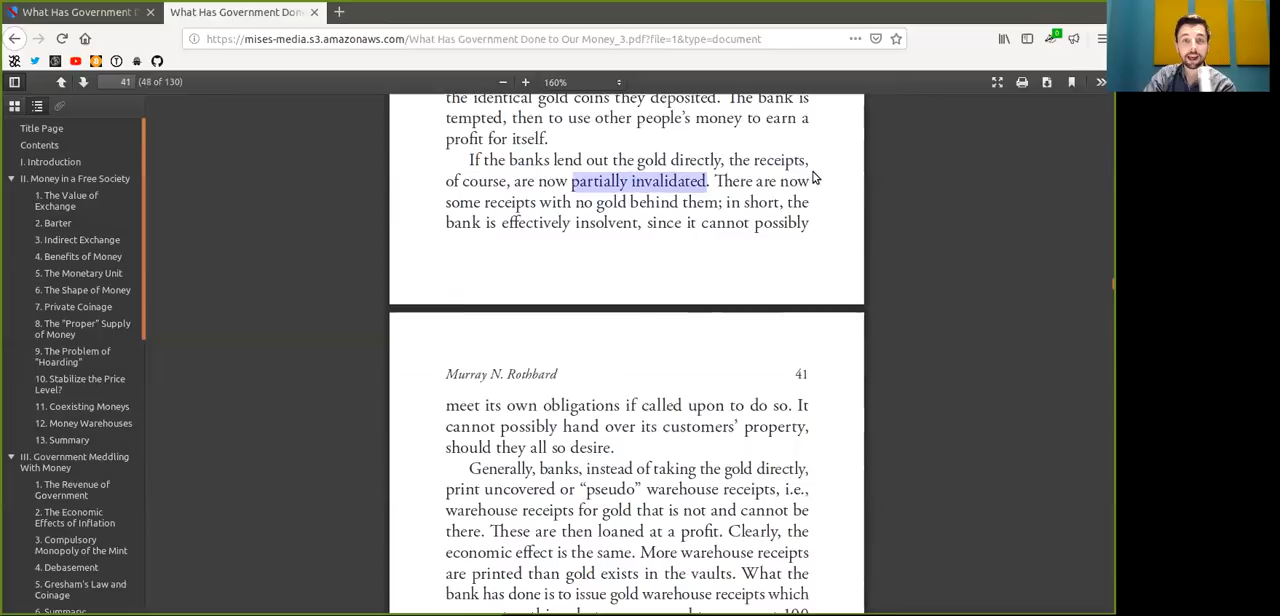 What Has Government I
What Has Government Don
https://mises-media.s3.amazonaws.com/What Has Government Done to Our Money_3.pdf?file=1&type=document
0
41 (48 of 130)
160%
Title Page
Contents
I. Introduction
II. Money in a Free
Society
1. The Value of
Exchange
2. Barter
3. Indirect Exchange
4. Benefits of Money
5. The Monetary Unit
6. The Shape of Money
7. Private Coinage
8. The "Proper" Supply
of Money
9. The Problem of
"Hoarding"
10. Stabilize the Price
Level?
11. Coexisting Moneys
12. Money Warehouses
13. Summary
III. Government Meddling
With Money
1. The Revenue of
Government
2. The Economic
Effects of Inflation
3. Compulsory
Monopoly of the Mint
4. Debasement
5. Gresham's Law and
Coinage
6. Summary
the identical gold coins they deposited. The bank is
tempted, then to use other people's money to earn a
profit for itself.
If the banks lend out the gold directly, the receipts,
of course, are now partially invalidated. There are now
some receipts with no gold behind them; in short, the
bank is effectively insolvent, since it cannot possibly
Murray N. Rothbard 41
meet its own obligations if called upon to do so. It
cannot possibly hand over its customers' property,
should they all so desire.
Generally, banks, instead of taking the gold directly,
print uncovered or "pseudo" warehouse receipts, i.e.,
warehouse receipts for gold that is not and cannot be
there. These are then loaned at a profit. Clearly, the
economic effect is the same. More warehouse receipts
are printed than gold exists in the vaults. What the
bank has done is to issue gold warehouse receipts which